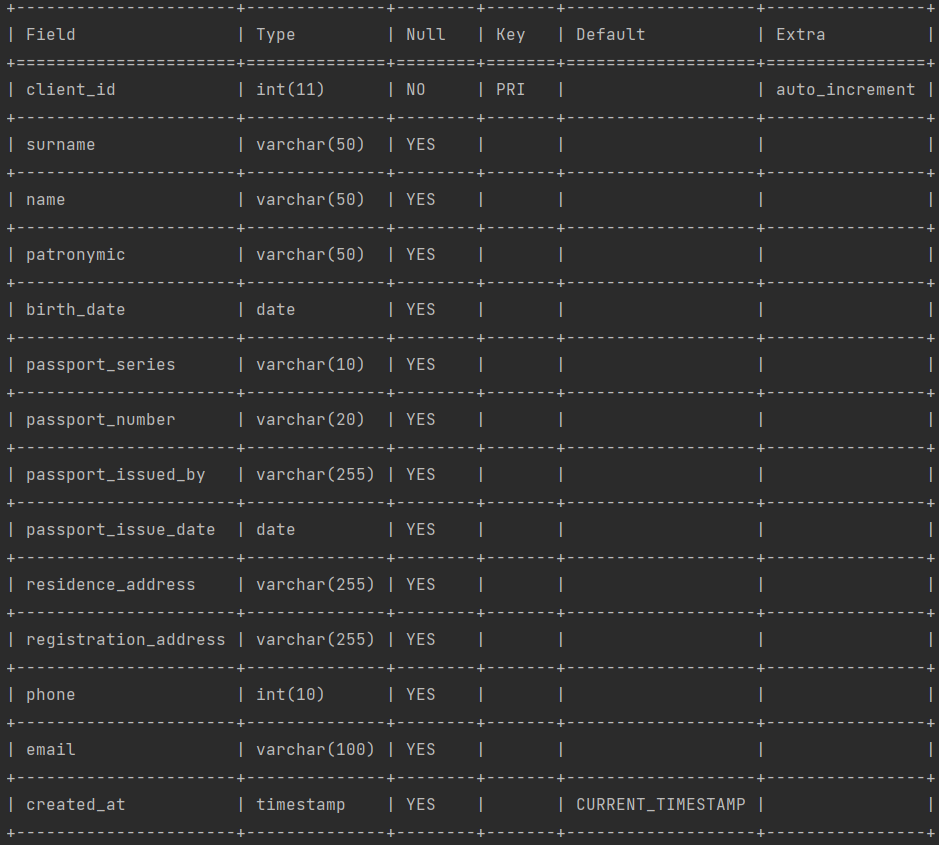 +----------------------+--------------+--------+-------+-------------------+----------------+
| Field                | Type         | Null   | Key   | Default           | Extra          |
+======================+==============+========+=======+===================+================+
| client_id            | int(11)      | NO     | PRI   |                   | auto_increment |
+----------------------+--------------+--------+-------+-------------------+----------------+
| surname              | varchar(50)  | YES    |       |                   |                |
+----------------------+--------------+--------+-------+-------------------+----------------+
| name                 | varchar(50)  | YES    |       |                   |                |
+----------------------+--------------+--------+-------+-------------------+----------------+
| patronymic           | varchar(50)  | YES    |       |                   |                |
+----------------------+--------------+--------+-------+-------------------+----------------+
| birth_date           | date         | YES    |       |                   |                |
+----------------------+--------------+--------+-------+-------------------+----------------+
| passport_series      | varchar(10)  | YES    |       |                   |                |
+----------------------+--------------+--------+-------+-------------------+----------------+
| passport_number      | varchar(20)  | YES    |       |                   |                |
+----------------------+--------------+--------+-------+-------------------+----------------+
| passport_issued_by   | varchar(255) | YES    |       |                   |                |
+----------------------+--------------+--------+-------+-------------------+----------------+
| passport_issue_date  | date         | YES    |       |                   |                |
+----------------------+--------------+--------+-------+-------------------+----------------+
| residence_address    | varchar(255) | YES    |       |                   |                |
+----------------------+--------------+--------+-------+-------------------+----------------+
| registration_address | varchar(255) | YES    |       |                   |                |
+----------------------+--------------+--------+-------+-------------------+----------------+
| phone                | int(10)      | YES    |       |                   |                |
+----------------------+--------------+--------+-------+-------------------+----------------+
| email                | varchar(100) | YES    |       |                   |                |
+----------------------+--------------+--------+-------+-------------------+----------------+
| created_at           | timestamp    | YES    |       | CURRENT_TIMESTAMP |                |
+----------------------+--------------+--------+-------+-------------------+----------------+